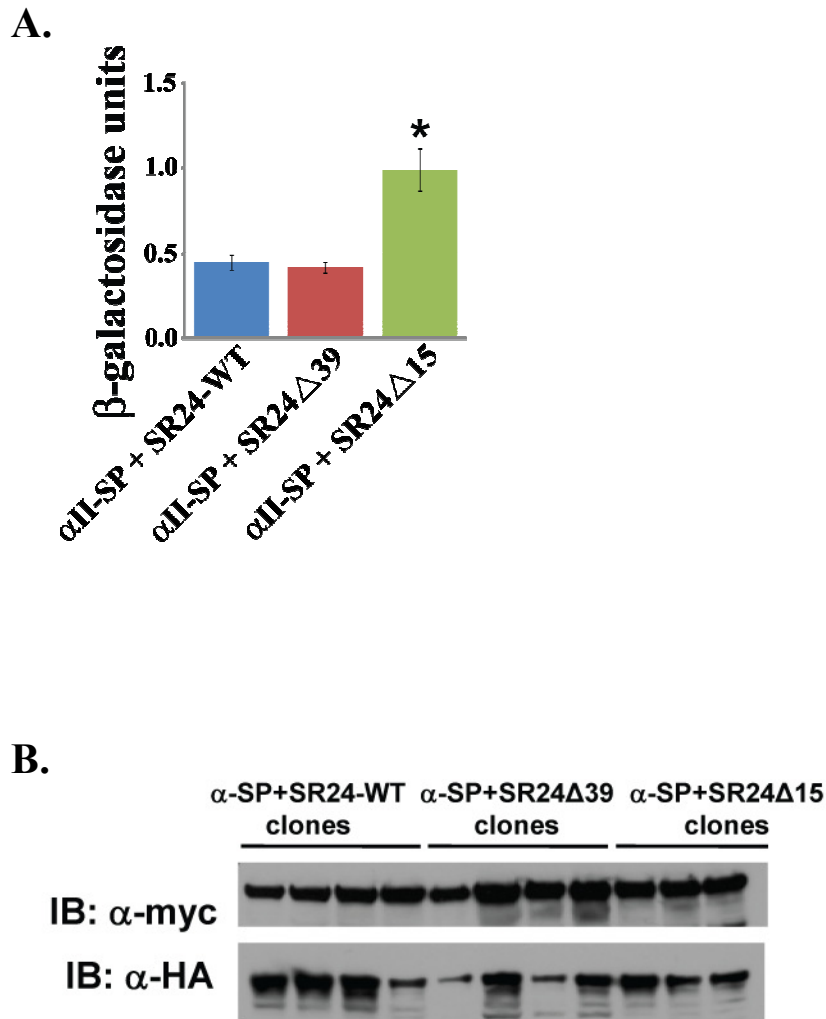 A.
β-galactosidase units
1.5
1.0
0.5
0.0
*
αII-SP + SR24-WT
αII-SP + SR24△39
αII-SP + SR24△15
B.
α-SP+SR24-WT α-SP+SR24Δ39 α-SP+SR24Δ15
clones clones clones
IB: α-myc
IB: α-HA